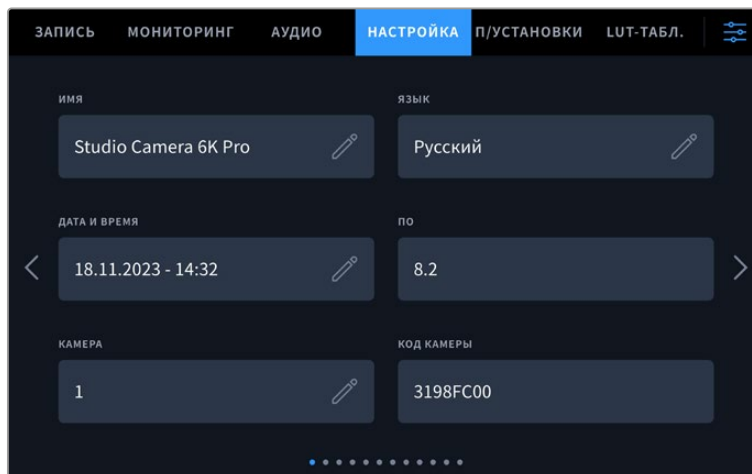 ЗАПИСЬ МОНИТОРИНГ АУДИО НАСТРОЙКА П/УСТАНОВКИ LUT-ТАБЛ.
ИМЯ ЯЗЫК
Studio Camera 6K Pro Русский
ДАТА И ВРЕМЯ ПО
18.11.2023 - 14:32 8.2
КАМЕРА КОД КАМЕРЫ
1 3198FC00